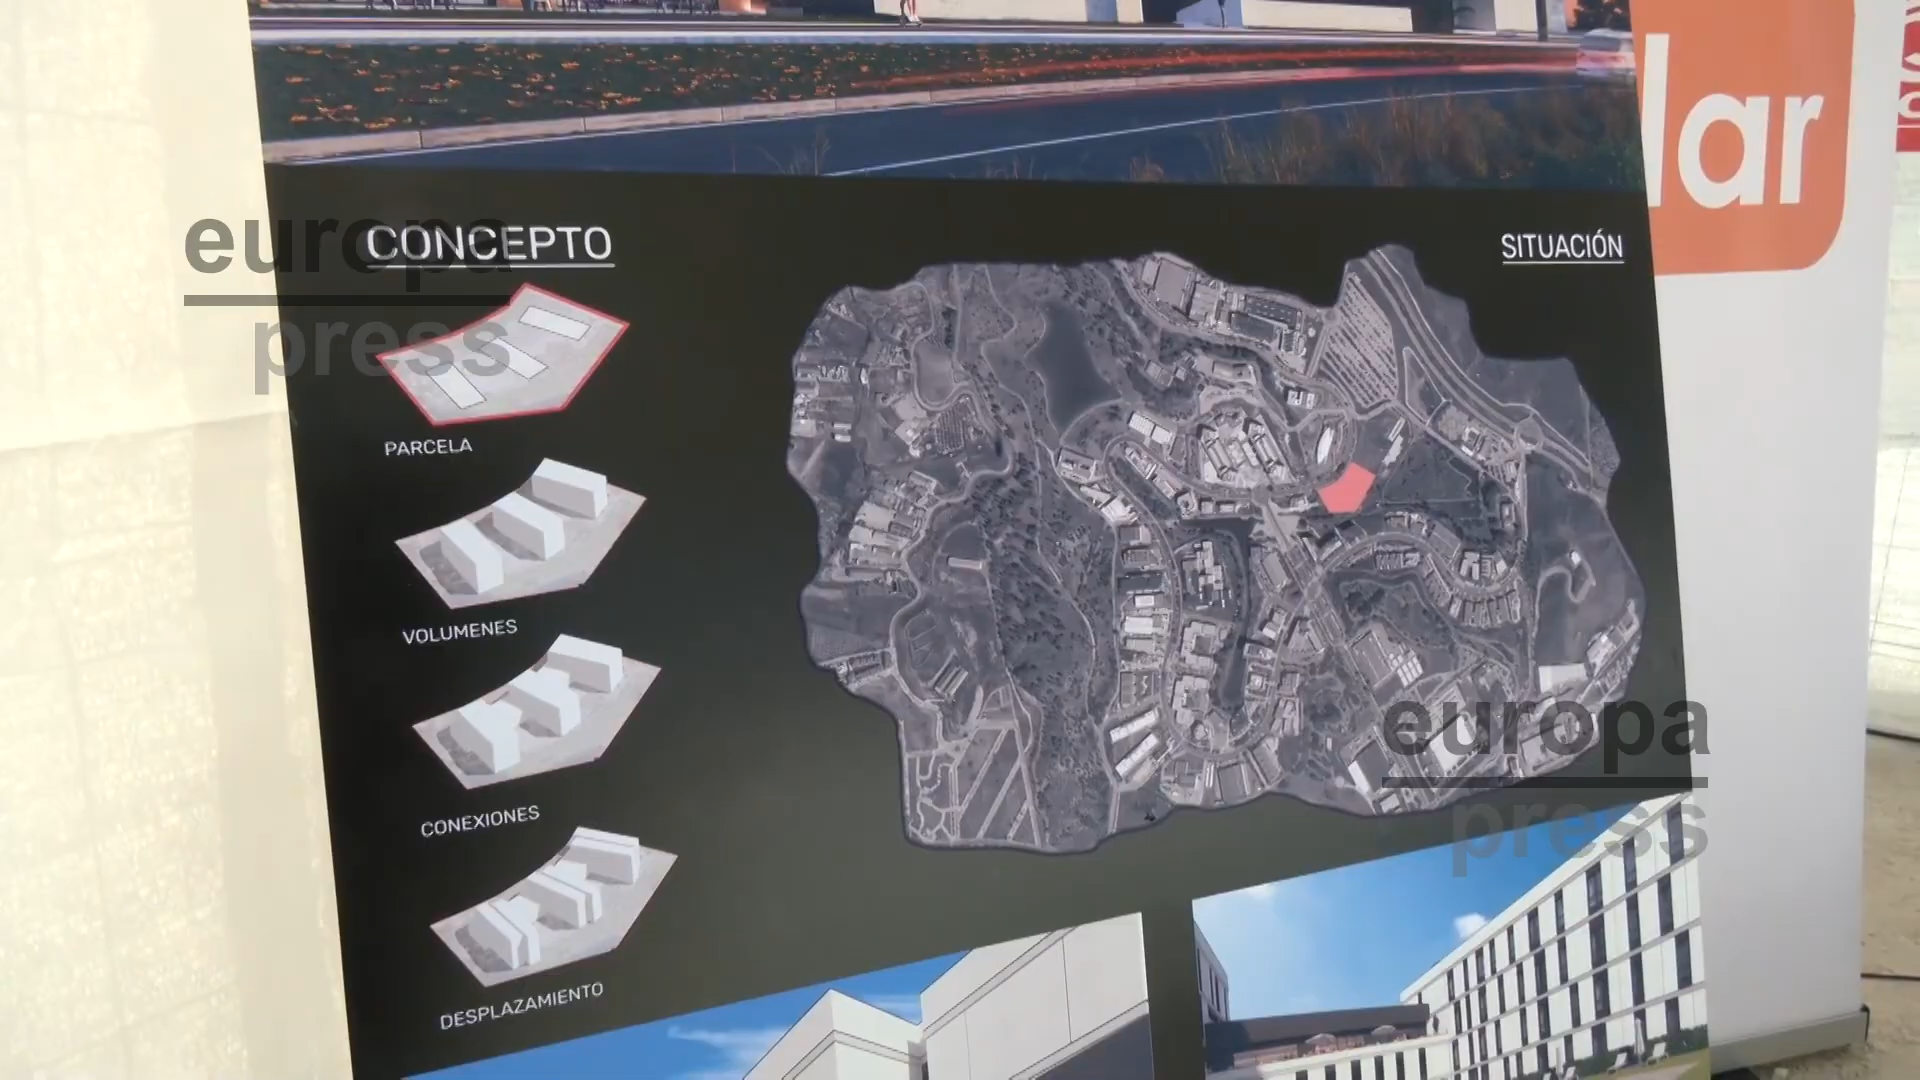 lar
europa
press
CONCEPTO
SITUACIÓN
PARCELA
VOLUMENES
CONEXIONES
DESPLAZAMIENTO
europa
press